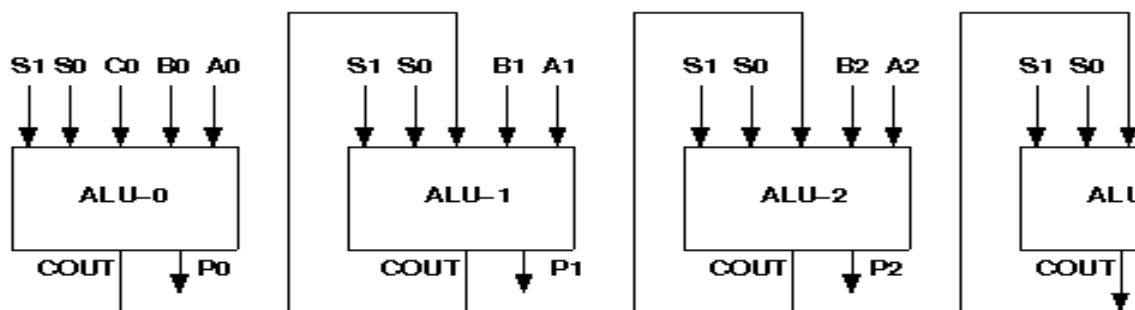 S1 S0 C0 B0 A0 S1 S0 B1 A1 S1 S0 B2 A2 S1 S0
ALU-0 ALU-1 ALU-2 ALU
COUT P0 COUT P1 COUT P2 COUT